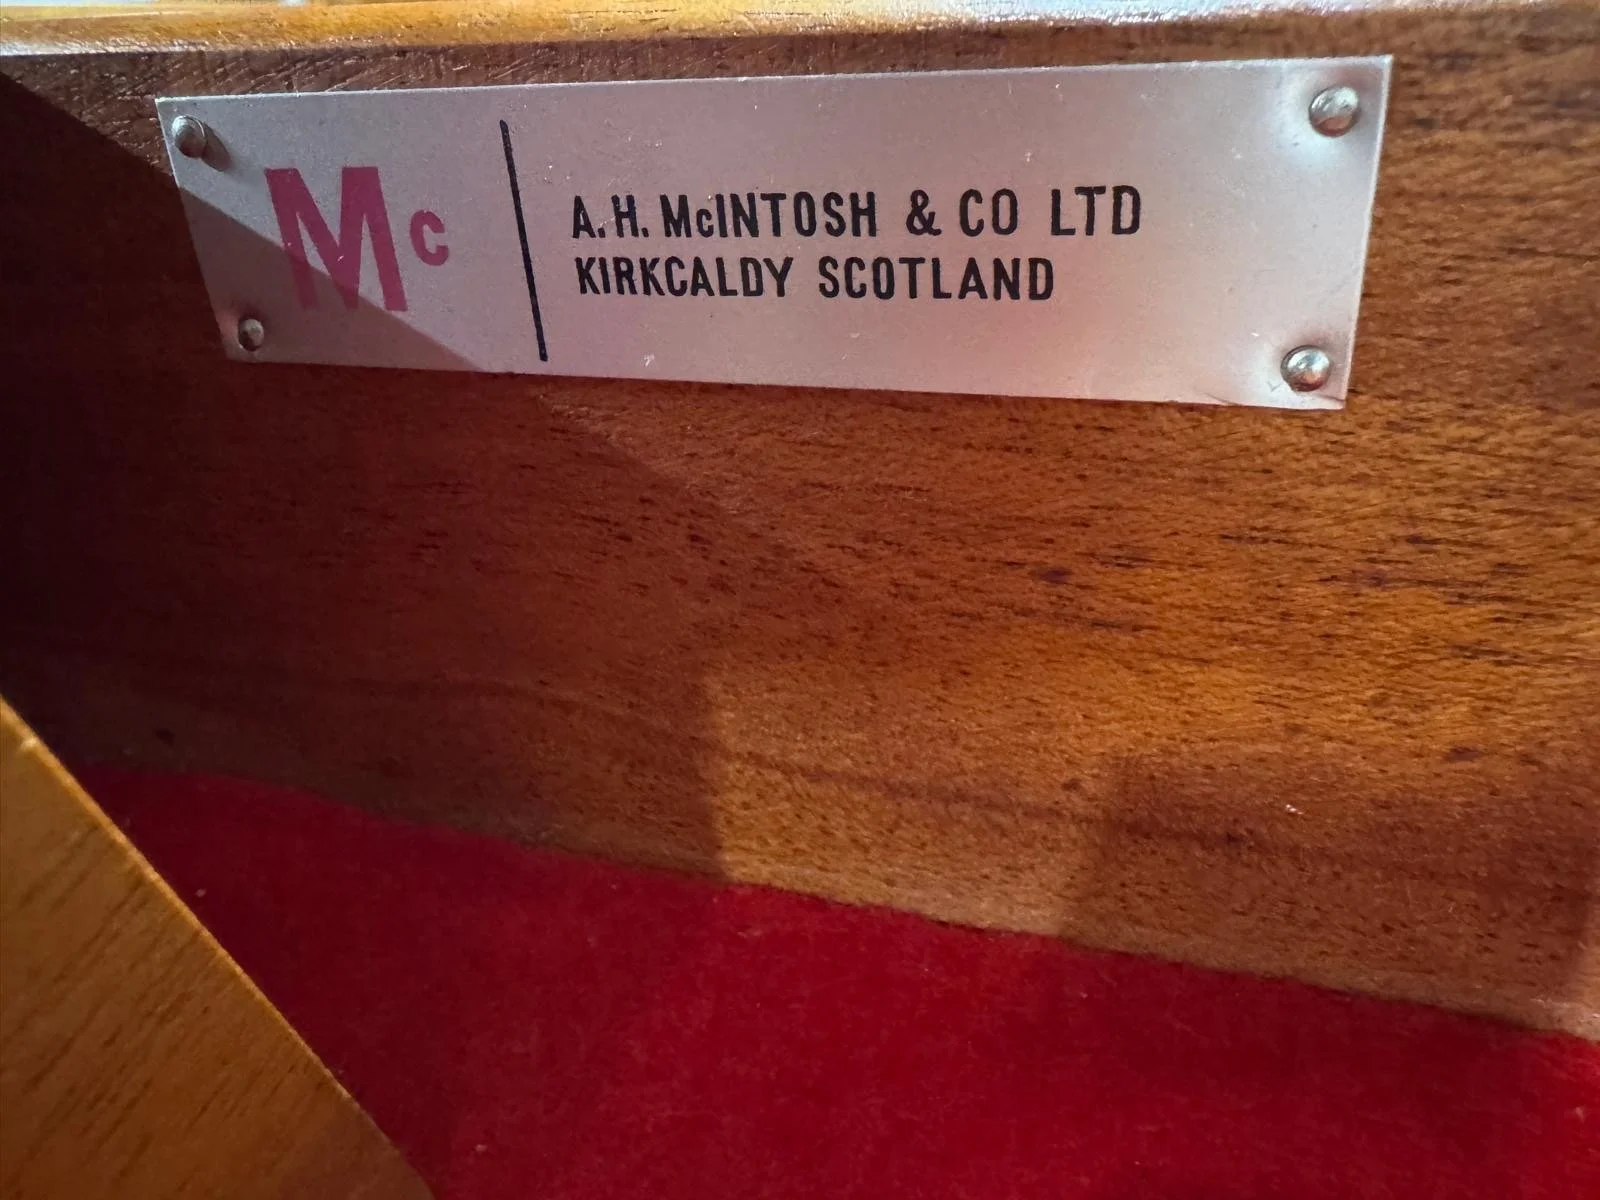 Mc
A. H. McINTOSH & CO LTD
KIRKCALDY SCOTLAND